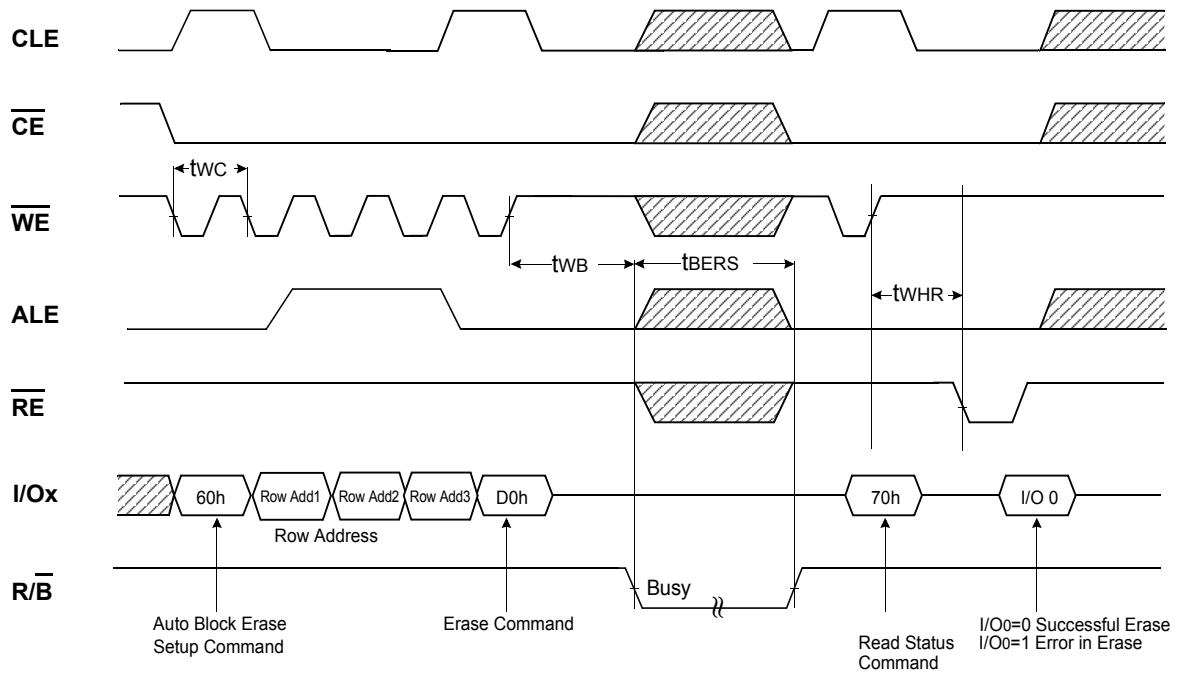 CLE
CE
tWC
WE
tWB
tBERS
tWHR
ALE
RE
I/Ox
60h
Row Add1
Row Add2
Row Add3
D0h
70h
I/O 0
Row Address
R/B
Busy
Auto Block Erase
Setup Command
Erase Command
Read Status
Command
I/O0=0 Successful Erase
I/O0=1 Error in Erase